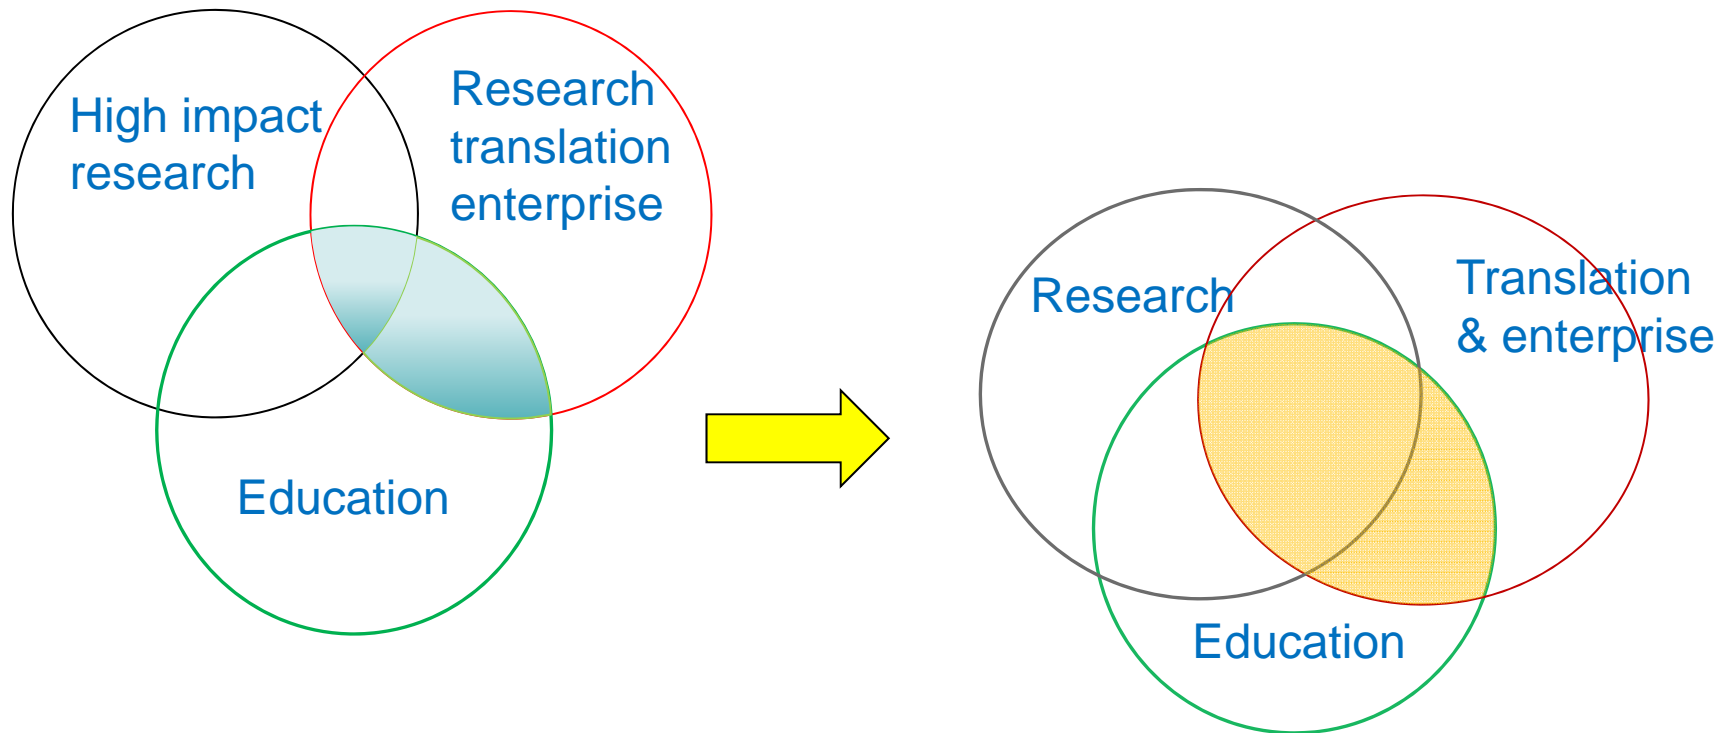 High impact
research
Research
translation
enterprise
Education
Research
Translation
& enterprise
Education